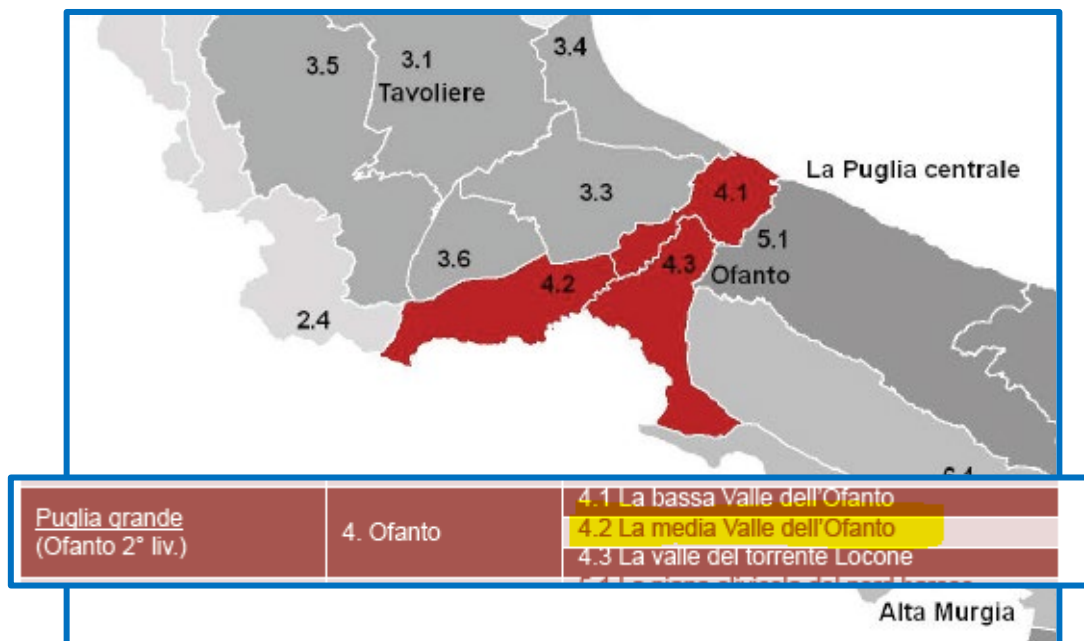 3.4
3.5
3.1
Tavoliere
La Puglia centrale
3.3
4.1
5.1
3.6
4.3
Ofanto
4.2
2.4
4.1 La bassa Valle dell'Ofanto
Puglia grande
(Ofanto 2° liv.)
4. Ofanto
4.2 La media Valle dell'Ofanto
4.3 La valle del torrente Locone
Alta Murgia